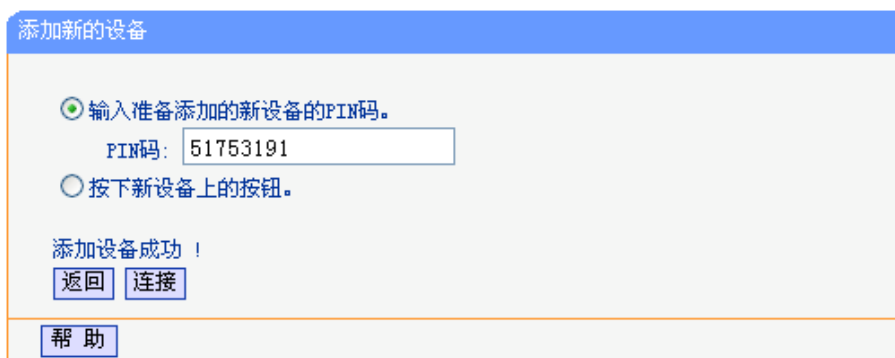 添加新的设备
输入准备添加的新设备的PIN码。
PIN码: 51753191
按下新设备上的按钮。
添加设备成功 !
返回 连接
帮 助